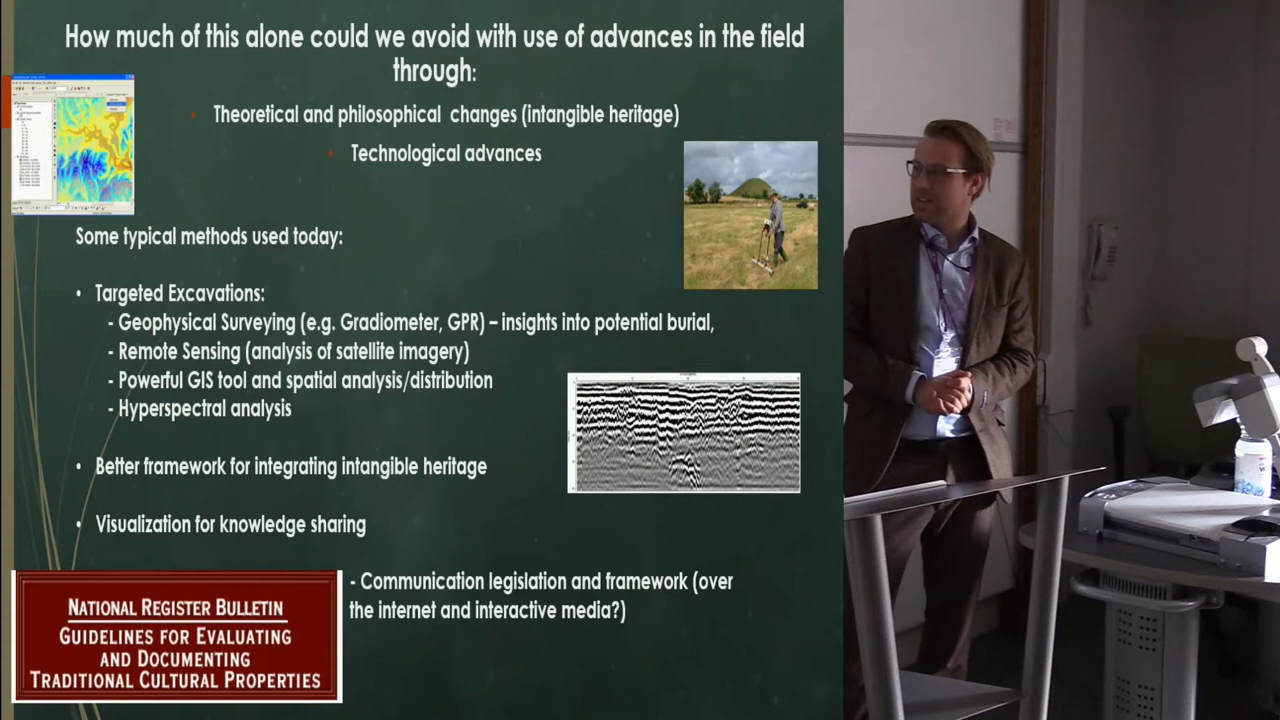 How much of this alone could we avoid with use of advances in the field
through:
• Theoretical and philosophical changes (intangible heritage)
• Technological advances
Some typical methods used today:
• Targeted Excavations:
- Geophysical Surveying (e.g. Gradiometer, GPR) – insights into potential burial,
- Remote Sensing (analysis of satellite imagery)
- Powerful GIS tool and spatial analysis/distribution
- Hyperspectral analysis
• Better framework for integrating intangible heritage
• Visualization for knowledge sharing
- Communication legislation and framework (over
the internet and interactive media?)
NATIONAL REGISTER BULLETIN
GUIDELINES FOR EVALUATING
AND DOCUMENTING
TRADITIONAL CULTURAL PROPERTIES